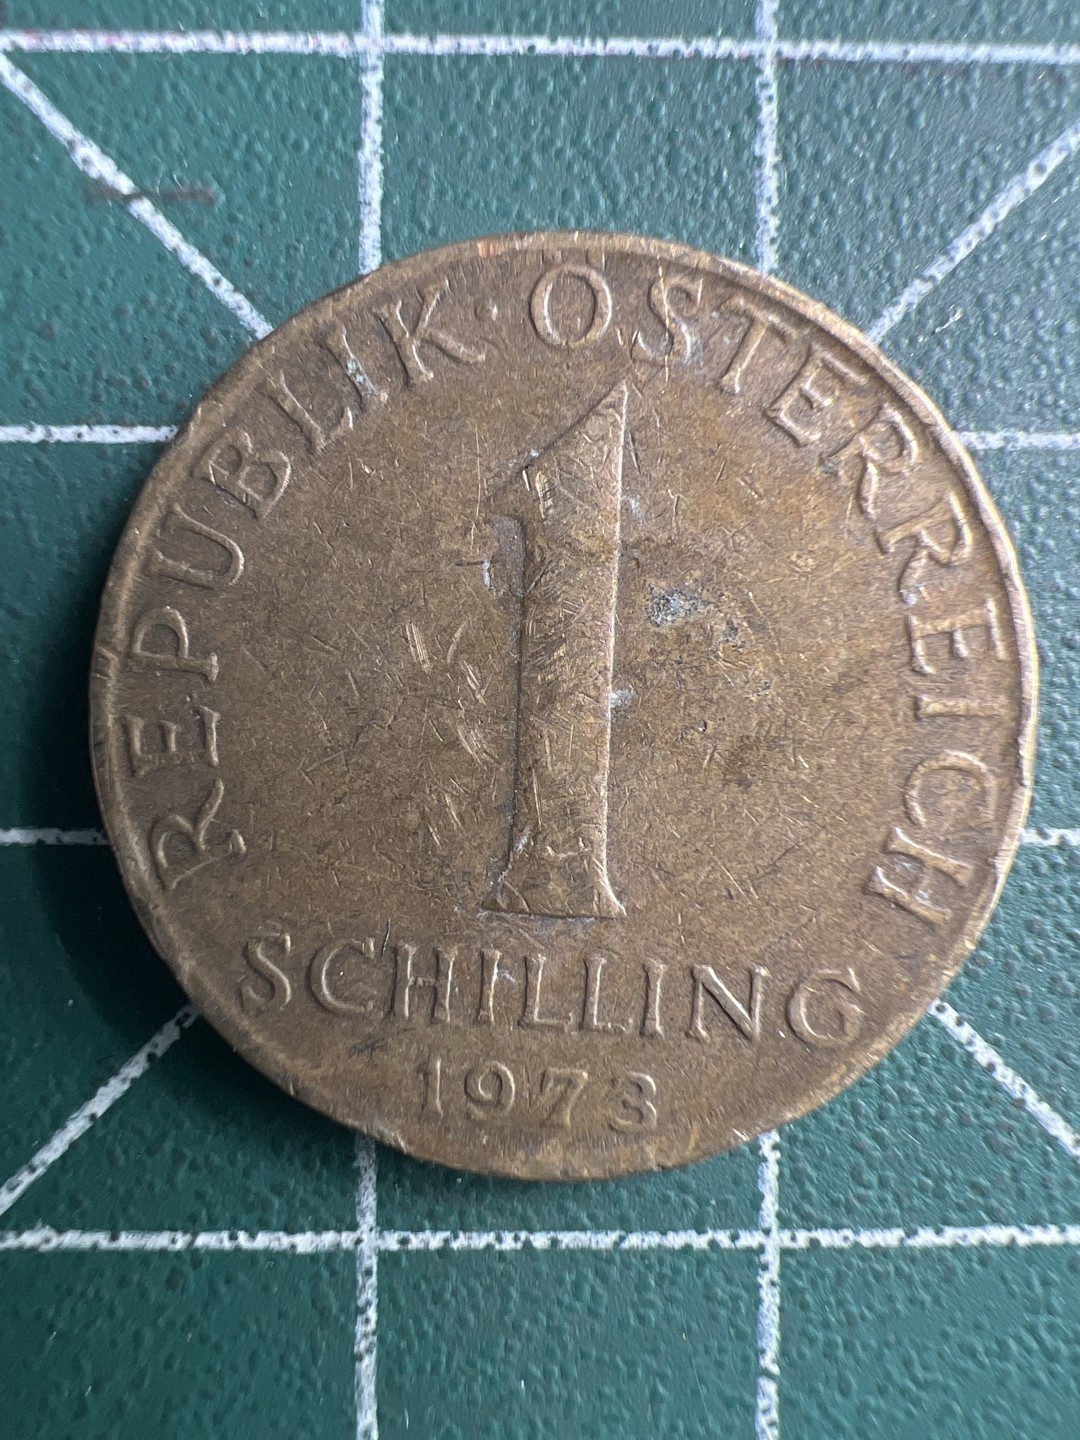 REPUBLIK · ÖSTERREICH
1
SCHILLING
1973